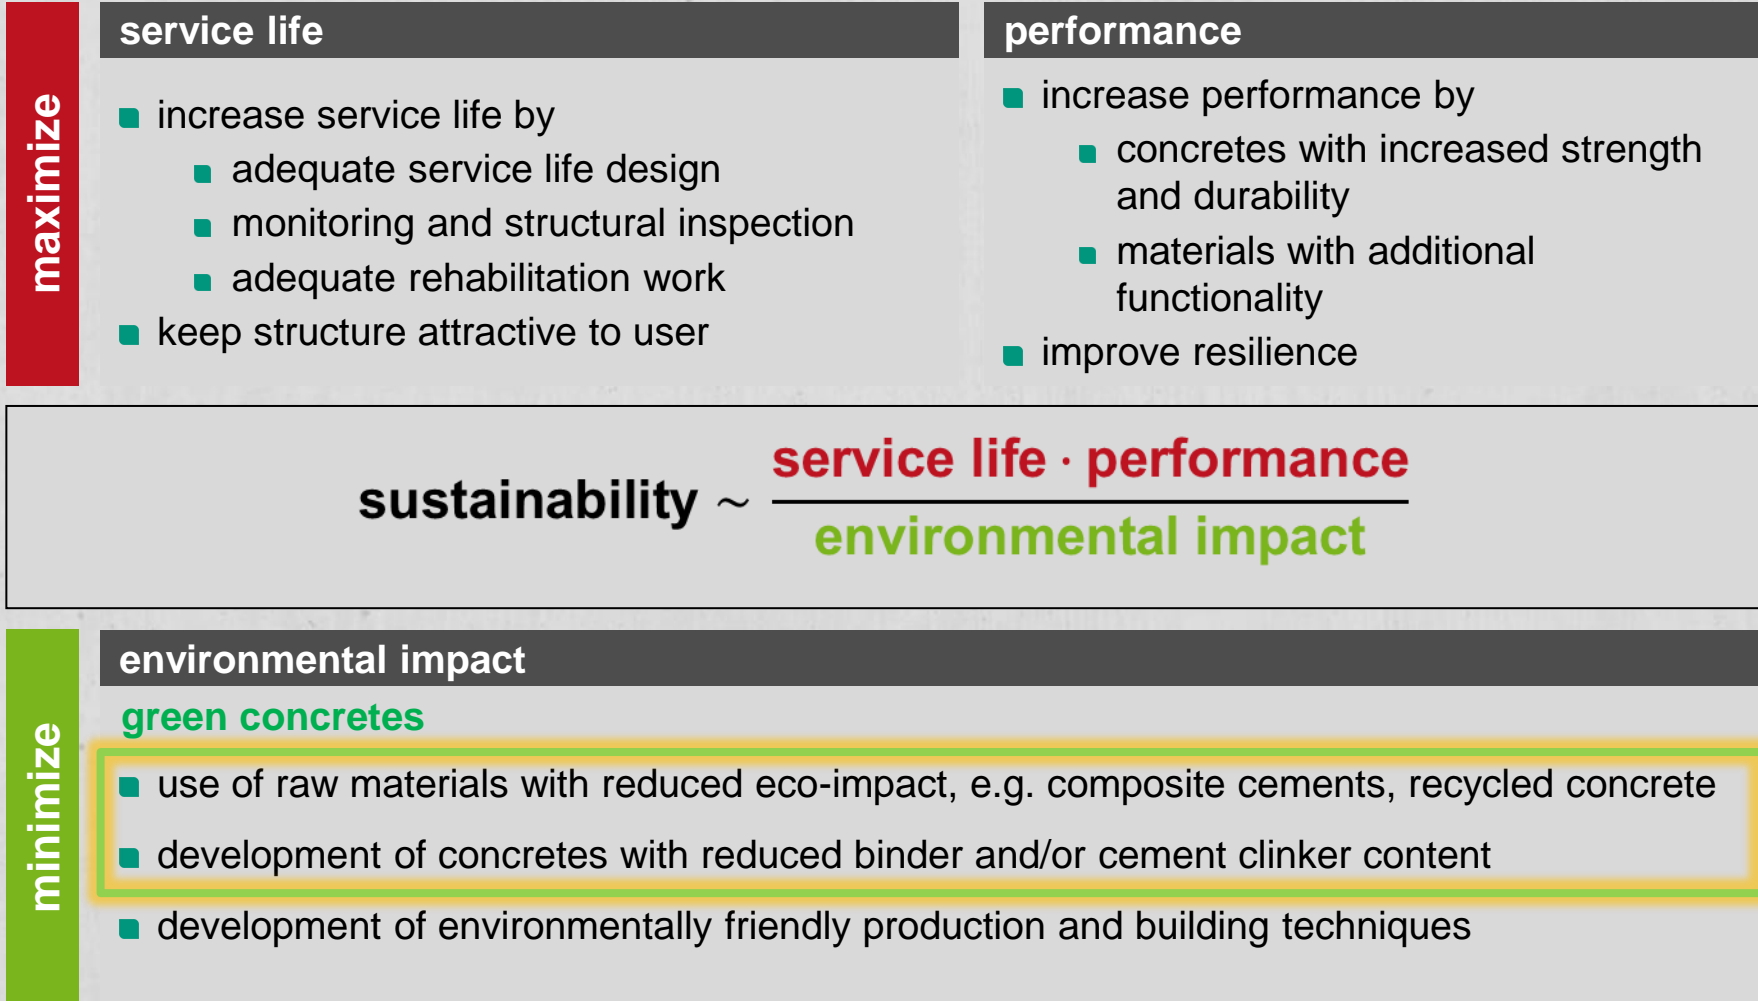 maximize
service life
increase service life by
adequate service life design
monitoring and structural inspection
adequate rehabilitation work
keep structure attractive to user
performance
increase performance by
concretes with increased strength
and durability
materials with additional
functionality
improve resilience
sustainability ~ service life · performance
environmental impact
minimize
environmental impact
green concretes
use of raw materials with reduced eco-impact, e.g. composite cements, recycled concrete
development of concretes with reduced binder and/or cement clinker content
development of environmentally friendly production and building techniques